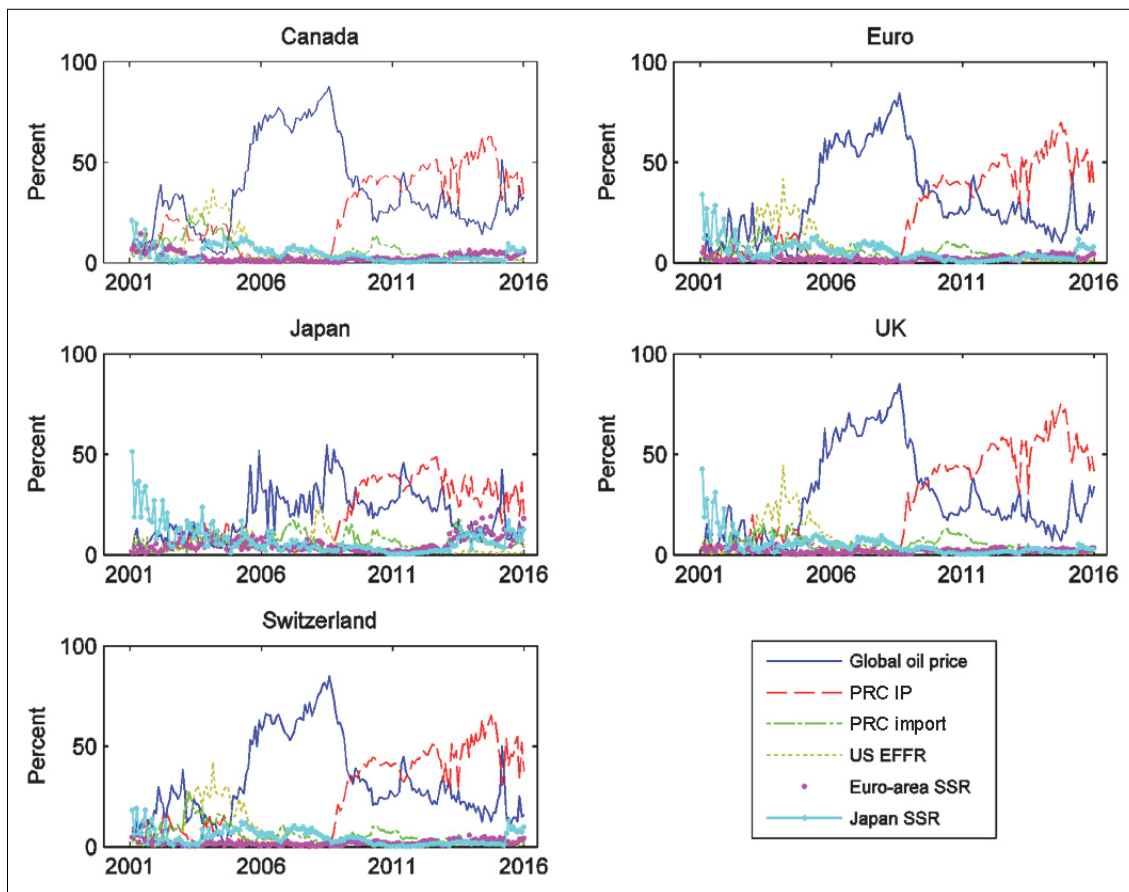 Canada
Percent
100
50
0
2001 2006 2011 2016
Euro
Percent
100
50
0
2001 2006 2011 2016
Japan
Percent
100
50
0
2001 2006 2011 2016
UK
Percent
100
50
0
2001 2006 2011 2016
Switzerland
Percent
100
50
0
2001 2006 2011 2016
Global oil price
PRC IP
PRC import
US EFFR
Euro-area SSR
Japan SSR